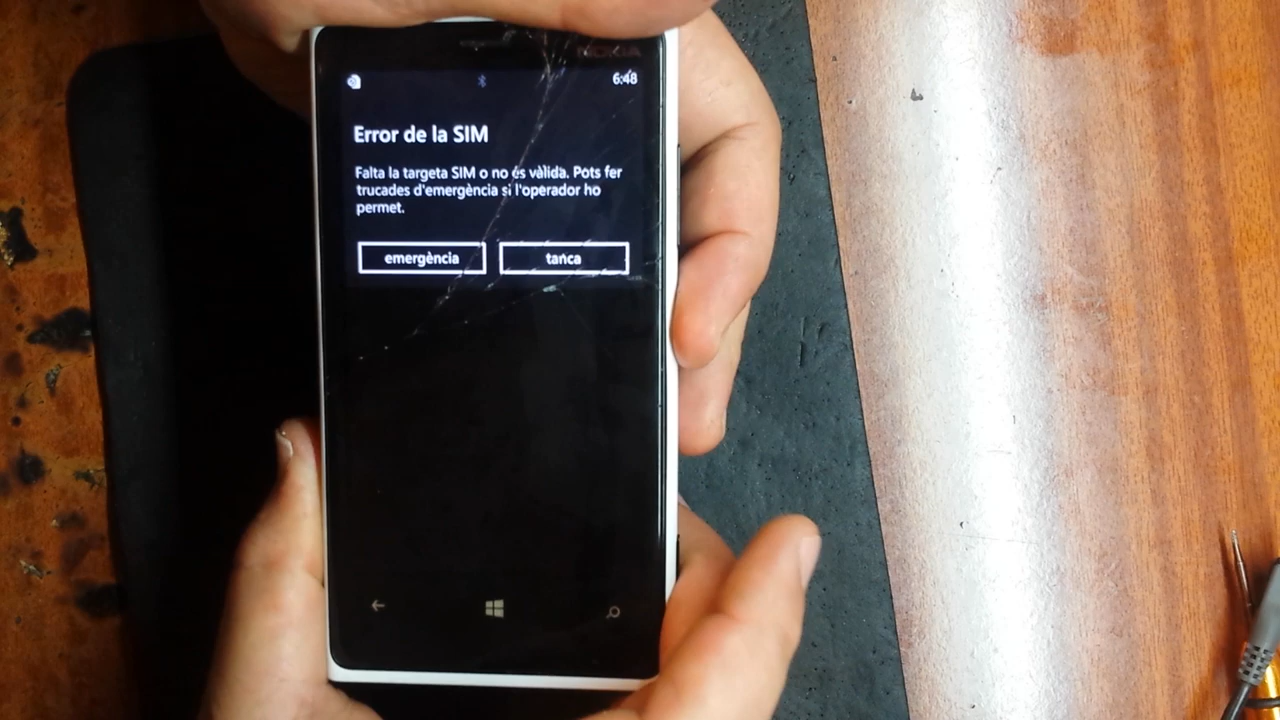 NOKIA
6:48
Error de la SIM
Falta la targeta SIM o no és vàlida. Pots fer
trucades d'emergència si l'operador ho
permet.
emergència
tanca